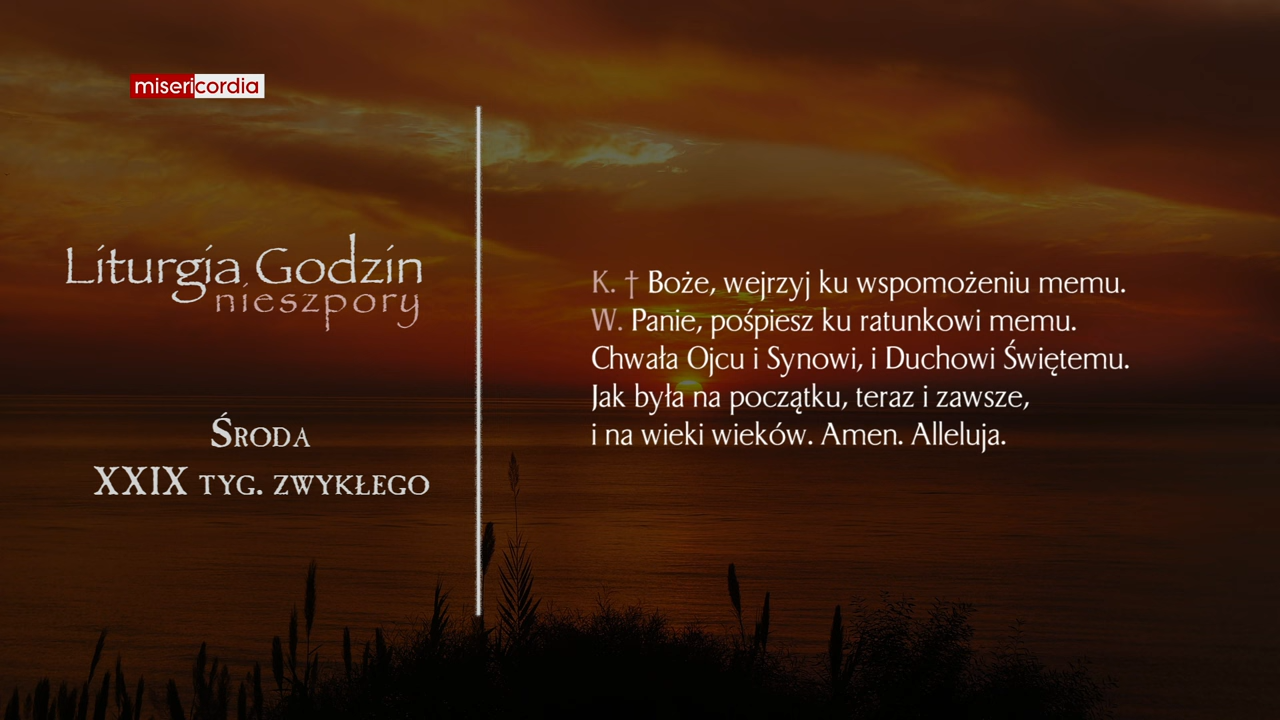 misericordia
Liturgia Godzin
nieszpory
Środa
XXIX tyg. zwykłego
K. † Boże, wejrzyj ku wspomożeniu memu.
W. Panie, pośpiesz ku ratunkowi memu.
Chwała Ojcu i Synowi, i Duchowi Świętemu.
Jak była na początku, teraz i zawsze,
i na wieki wieków. Amen. Alleluja.